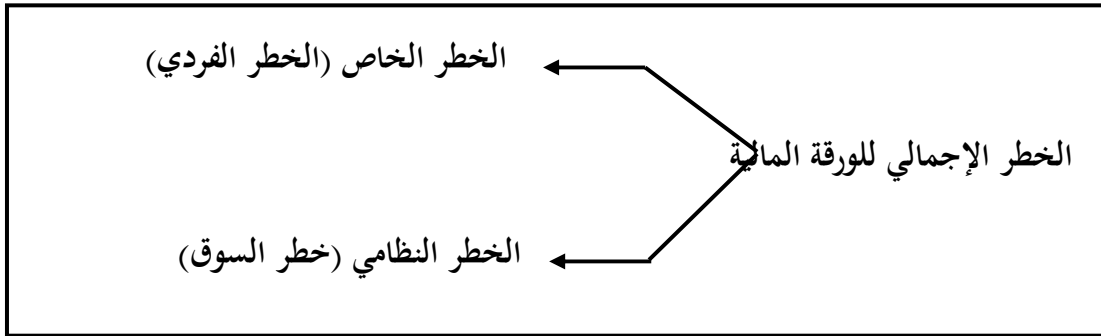 الخطر الخاص (الخطر الفردي)
الخطر الإجمالي للورقة المالية
الخطر النظامي (خطر السوق)